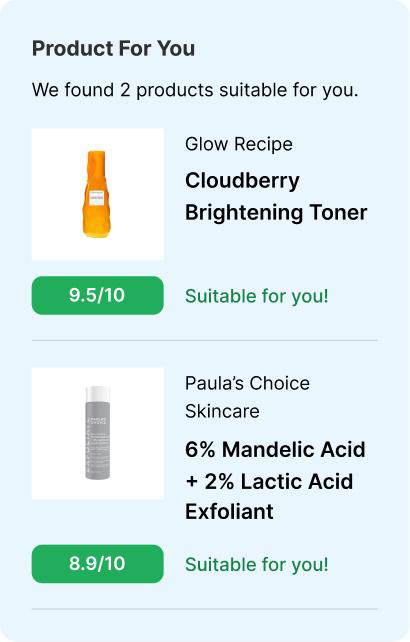 Product For You
We found 2 products suitable for you.
Glow Recipe
Cloudberry
Brightening Toner
9.5/10
Suitable for you!
Paula’s Choice
Skincare
6% Mandelic Acid
+ 2% Lactic Acid
Exfoliant
8.9/10
Suitable for you!